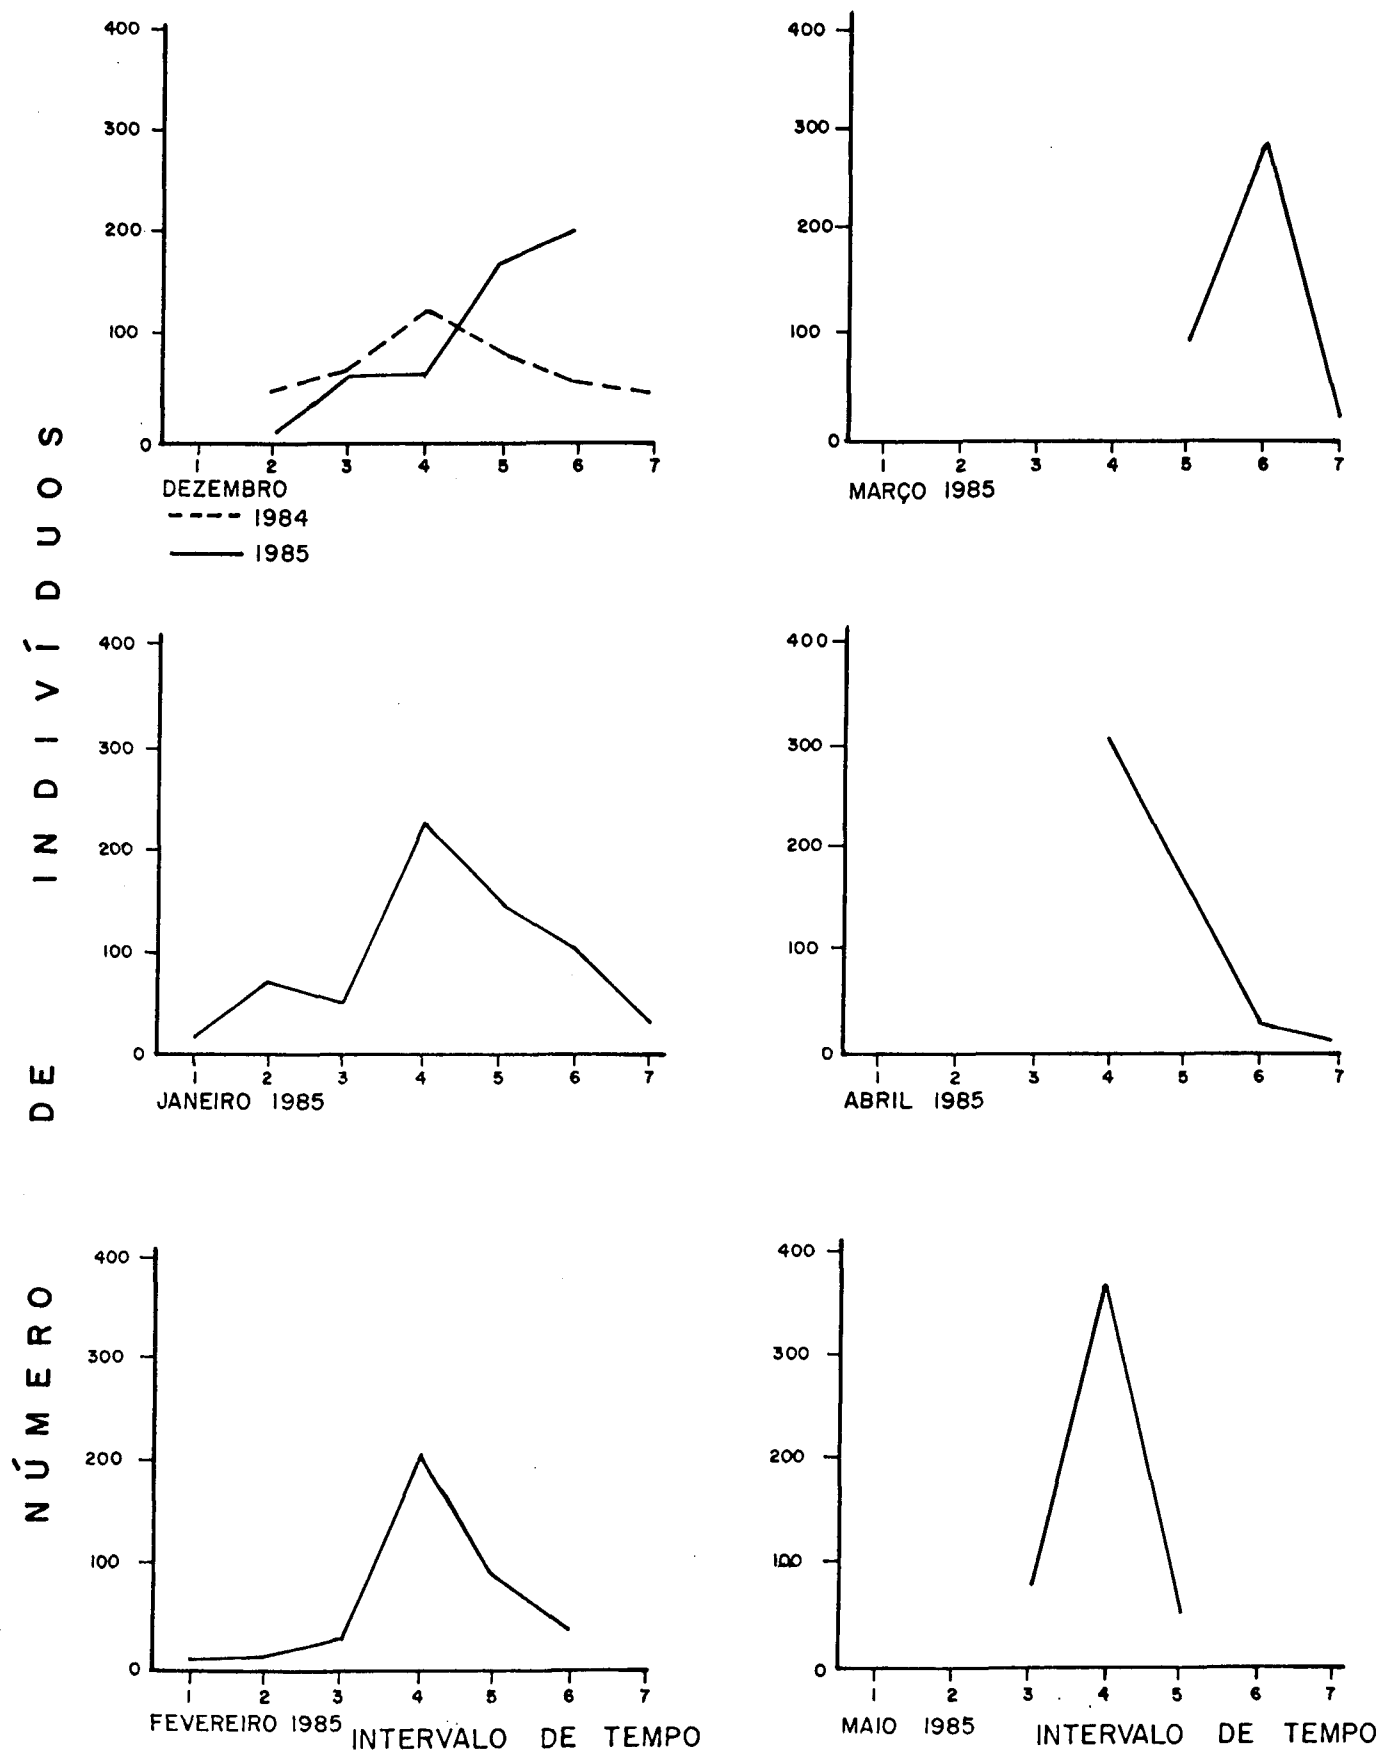 NÚMERO DE INDIVÍDUOS
400
300
200
100
0
1 2 3 4 5 6 7
DEZEMBRO
1984
1985
400
300
200
100
0
1 2 3 4 5 6 7
MARÇO 1985
400
300
200
100
0
1 2 3 4 5 6 7
JANEIRO 1985
400
300
200
100
0
1 2 3 4 5 6 7
ABRIL 1985
400
300
200
100
0
1 2 3 4 5 6 7
FEVEREIRO 1985
INTERVALO DE TEMPO
400
300
200
100
0
1 2 3 4 5 6 7
MAIO 1985
INTERVALO DE TEMPO